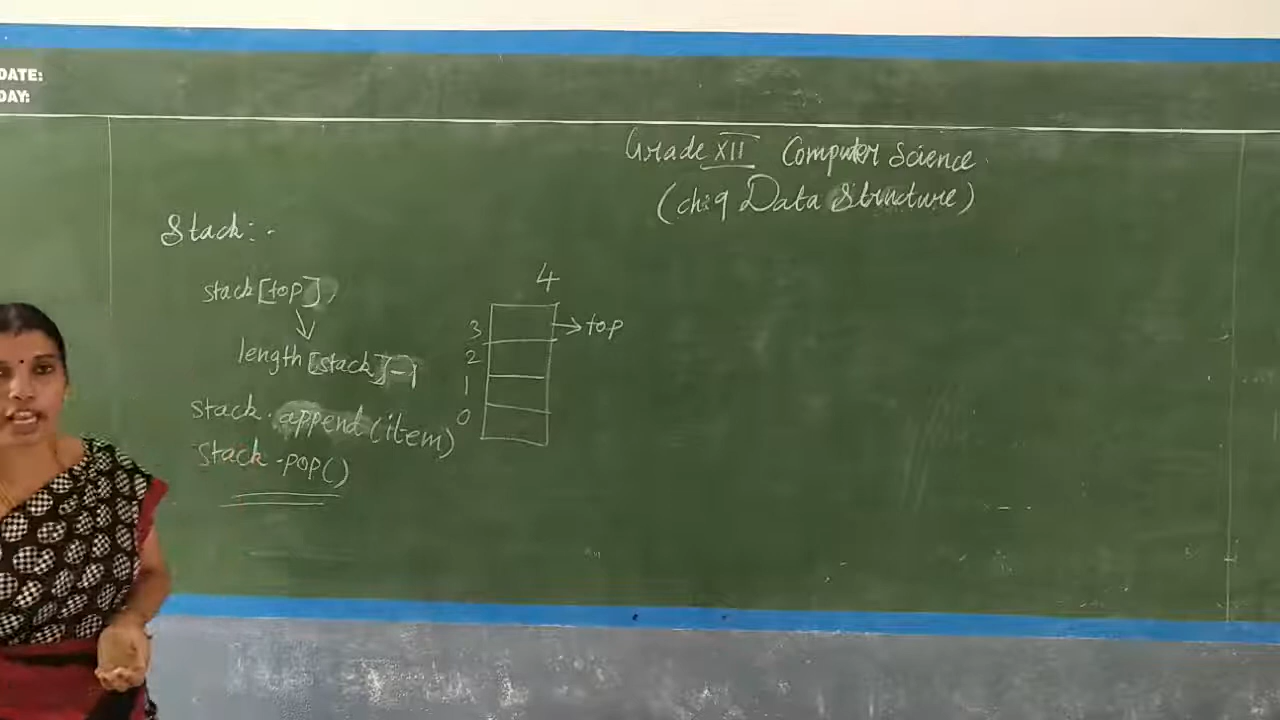 DATE:
DAY:
Grade XII Computer Science
(ch:9 Data Structure)
Stack:-
stack[top]
length[stack]-1
stack.append(item)
stack.pop()
4
3
top
2
1
0